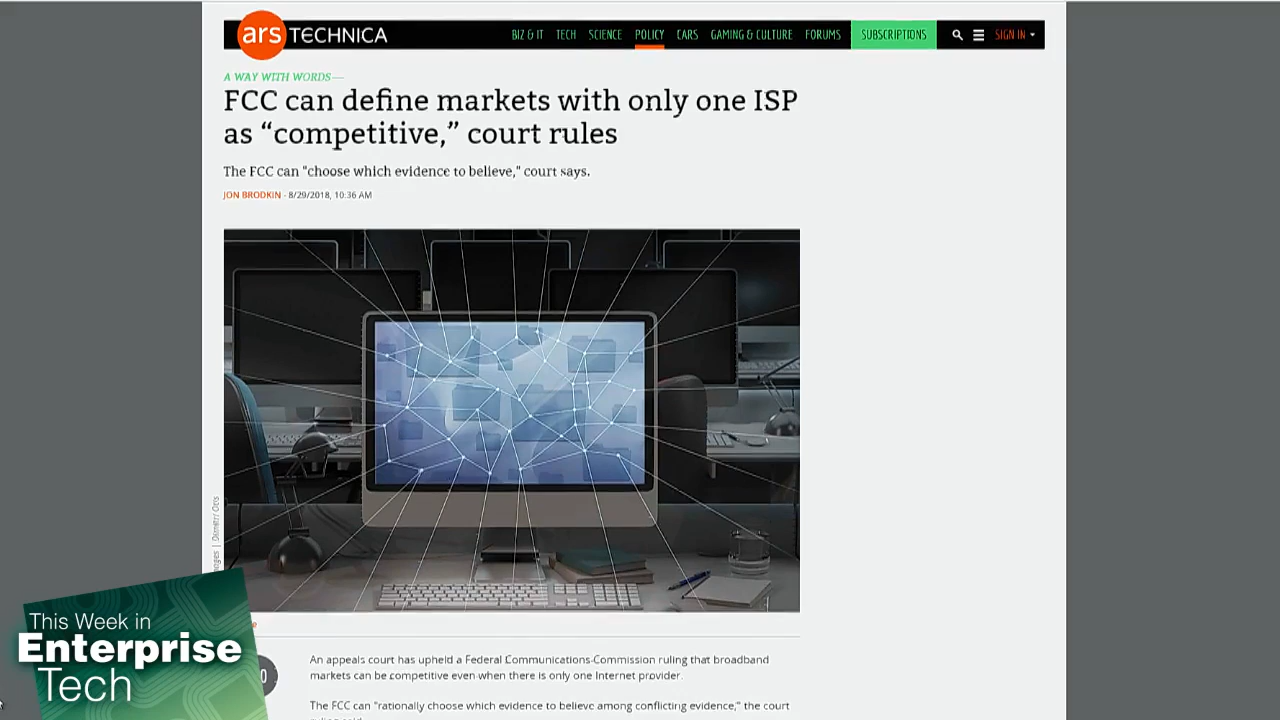 ars TECHNICA
BIZ & IT TECH SCIENCE POLICY CARS GAMING & CULTURE FORUMS SUBSCRIPTIONS SIGN IN
A WAY WITH WORDS—
FCC can define markets with only one ISP
as “competitive,” court rules
The FCC can "choose which evidence to believe," court says.
JON BRODKIN - 8/29/2018, 10:36 AM
An appeals court has upheld a Federal Communications Commission ruling that broadband
markets can be competitive even when there is only one Internet provider.
The FCC can "rationally choose which evidence to believe among conflicting evidence," the court
This Week in
Enterprise
Tech